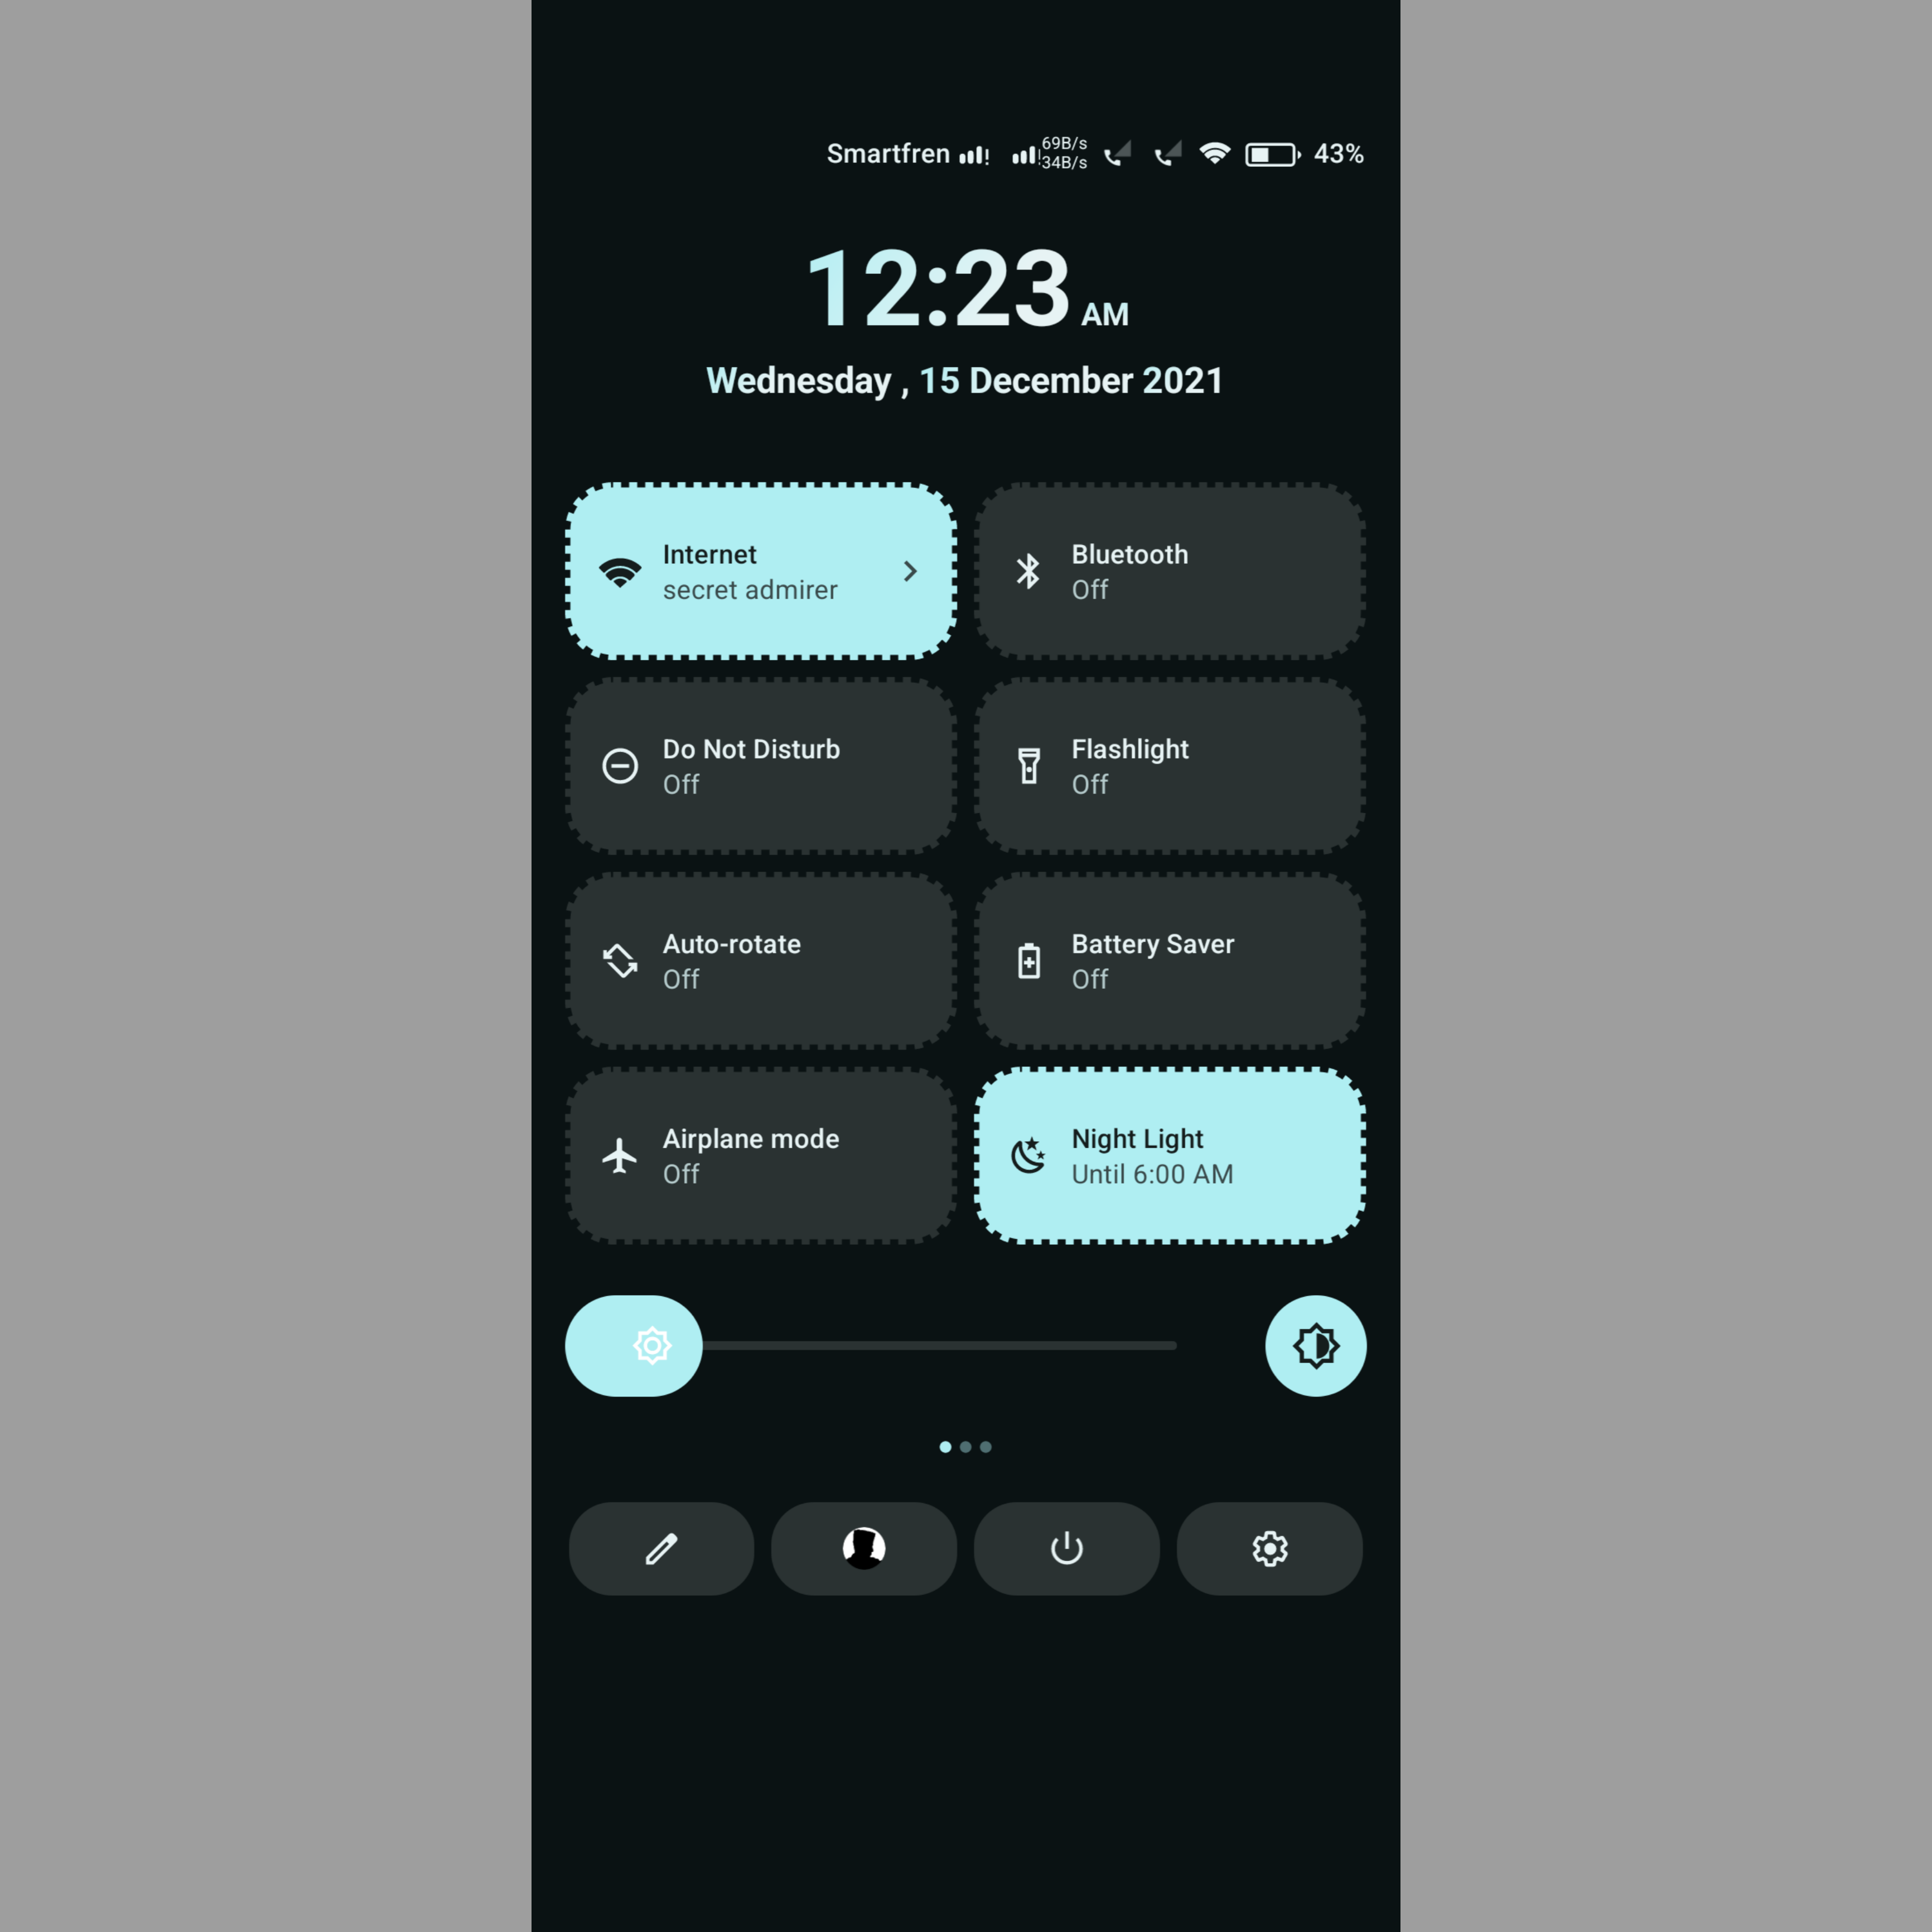 Smartfren 69B/s 43%
34B/s
12:23 AM
Wednesday , 15 December 2021
Internet
secret admirer
Bluetooth
Off
Do Not Disturb
Off
Flashlight
Off
Auto-rotate
Off
Battery Saver
Off
Airplane mode
Off
Night Light
Until 6:00 AM